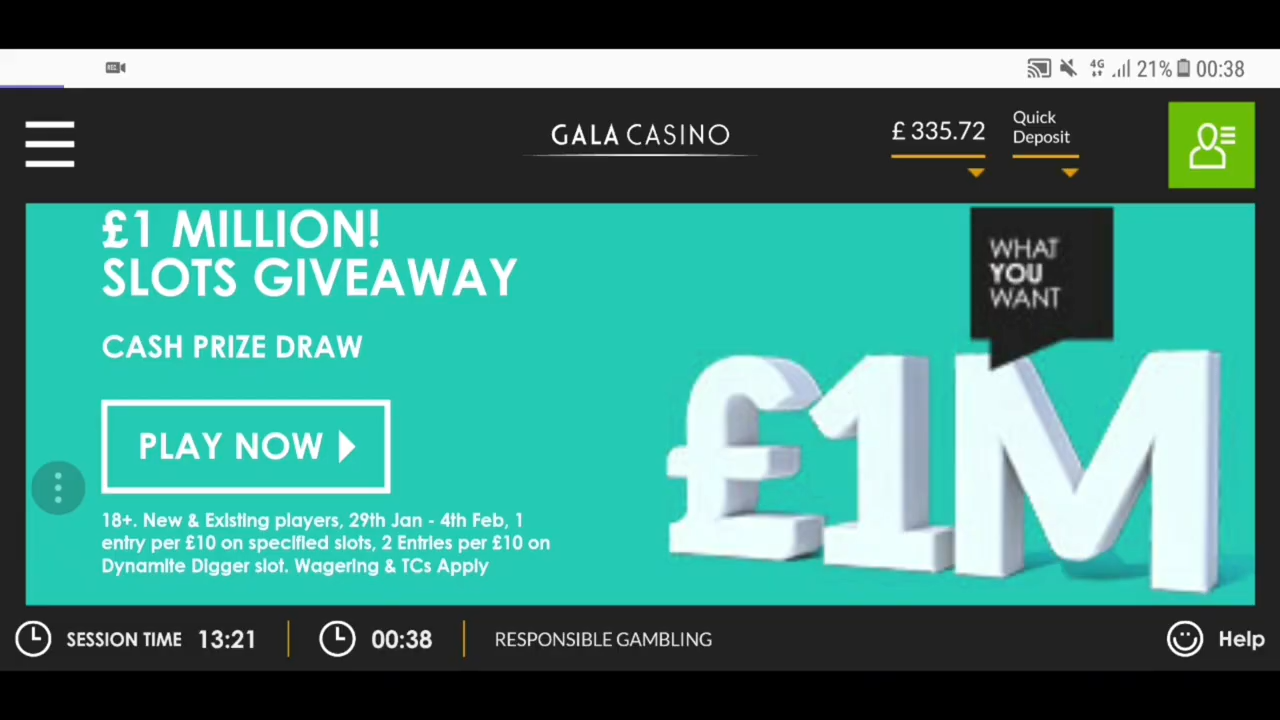 REC
4G 21% 00:38
GALA CASINO
£ 335.72
Quick
Deposit
£1 MILLION!
SLOTS GIVEAWAY
CASH PRIZE DRAW
PLAY NOW
18+. New & Existing players, 29th Jan - 4th Feb, 1
entry per £10 on specified slots, 2 Entries per £10 on
Dynamite Digger slot. Wagering & TCs Apply
WHAT
YOU
WANT
£1M
SESSION TIME 13:21 00:38 RESPONSIBLE GAMBLING Help